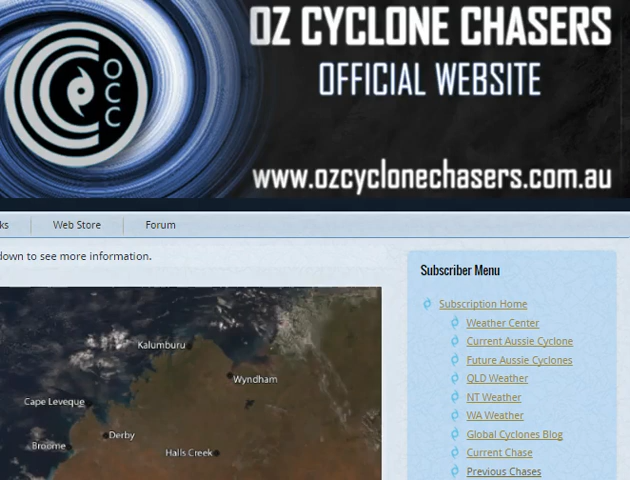 OZ CYCLONE CHASERS
OFFICIAL WEBSITE
OCC
www.ozcyclonechasers.com.au
ks
Web Store
Forum
down to see more information.
Kalumburu
Wyndham
Cape Leveque
Derby
Broome
Halls Creek
Subscriber Menu
Subscription Home
Weather Center
Current Aussie Cyclone
Future Aussie Cyclones
QLD Weather
NT Weather
WA Weather
Global Cyclones Blog
Current Chase
Previous Chases